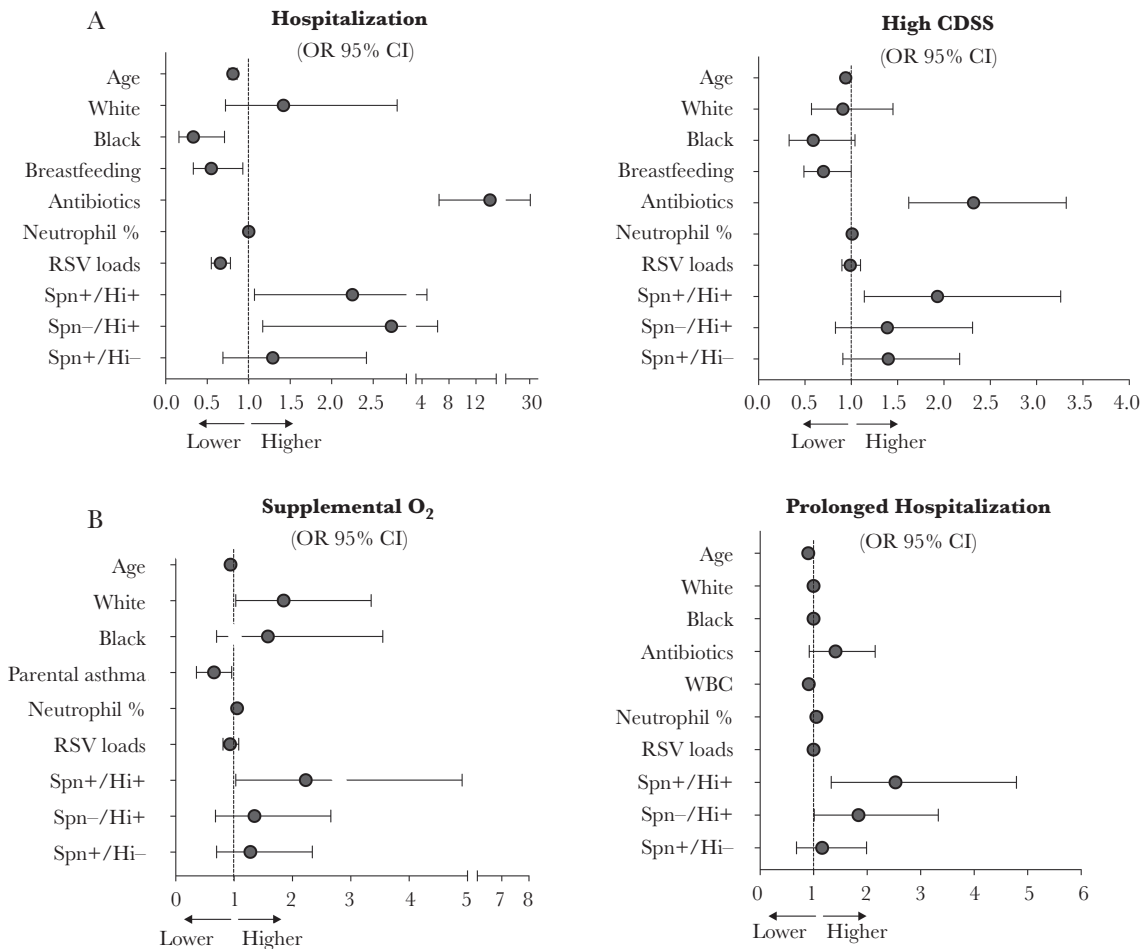 A
Hospitalization
(OR 95% CI)
Age
White
Black
Breastfeeding
Antibiotics
Neutrophil %
RSV loads
Spn+/Hi+
Spn–/Hi+
Spn+/Hi–
0.0 0.5 1.0 1.5 2.0 2.5 4 8 12 30
Lower Higher
High CDSS
(OR 95% CI)
Age
White
Black
Breastfeeding
Antibiotics
Neutrophil %
RSV loads
Spn+/Hi+
Spn–/Hi+
Spn+/Hi–
0.0 0.5 1.0 1.5 2.0 2.5 3.0 3.5 4.0
Lower Higher
B
Supplemental O₂
(OR 95% CI)
Age
White
Black
Parental asthma
Neutrophil %
RSV loads
Spn+/Hi+
Spn–/Hi+
Spn+/Hi–
0 1 2 3 5 7 8
Lower Higher
Prolonged Hospitalization
(OR 95% CI)
Age
White
Black
Antibiotics
WBC
Neutrophil %
RSV loads
Spn+/Hi+
Spn–/Hi+
Spn+/Hi–
0 1 2 3 4 5 6
Lower Higher